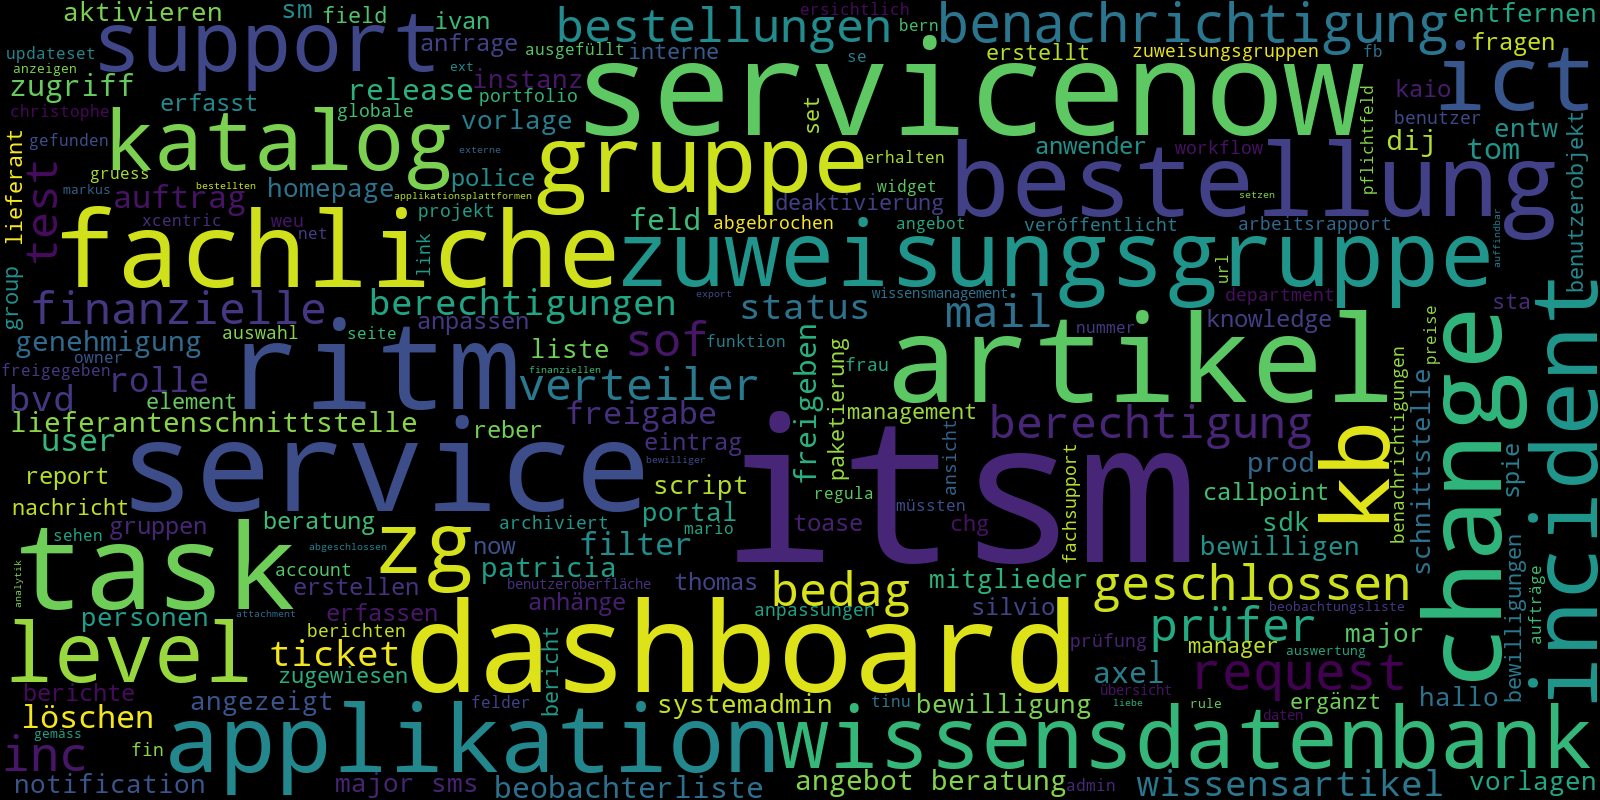 aktivieren
sm
field
ivan
bestellungen
ersichtlich
bern
benachrichtigung
entfernen
updateset
support
anfrage
ausgefüllt
interne
se
erstellt
zuweisungsgruppen
fb
fragen
anzeigen
zugriff
ext
instanz
servicenow
ict
christophe
erfasst
release
globale
portfolio
vorlage
set
pflichtfeld
kaio
benutzer
entw
gefunden
katalog
externe
gruppe
erhalten
anwender
workflow
dij
tom
lieferant
test
gruess
markus
auftrag
bestellten
homepage
applikationsplattformen
police
widget
deaktivierung
bestellung
setzen
benutzerobjekt
xcentric
weu
net
projekt
link
feld
abgebrochen
angebot
veröffentlicht
arbeitsrapport
auffindbar
fachliche
zuweisungsgruppe
url
group
finanzielle
berechtigungen
export
status
wissensmanagement
mail
department
knowledge
sta
genehmigung
auswahl
anpassen
seite
owner
freigegeben
ritm
liste
sof
funktion
freigeben
paketierung
frau
artikel
nummer
preise
incident
change
bvd
rolle
element
finanziellen
verteiler
lieferantenschnittstelle
freigabe
management
berechtigung
benachrichtigungen
schnittstelle
user
service
reber
eintrag
bewilliger
itsm
ansicht
fachsupport
kb
prod
spie
report
nachricht
script
regula
müssten
callpoint
gruppen
beratung
archiviert
portal
mario
toase
chg
sdk
sehen
task
abgeschlossen
zg
now
filter
bewilligen
bewilligungen
analytik
account
patricia
benutzeroberfläche
thomas
bedag
mitglieder
geschlossen
aufträge
erstellen
personen
attachment
erfassen
anhänge
anpassungen
silvio
beobachtungsliste
level
berichten
bericht
dashboard
prüfung
prüfer
manager
auswertung
major
ticket
zugewiesen
berichte
angezeigt
felder
systemadmin
tinu
bewilligung
axel
übersicht
liebe
request
rule
ergänzt
hallo
löschen
gemäss
fin
daten
inc
applikation
wissensdatenbank
notification
major sms
beobachterliste
angebot beratung
admin
wissensartikel
vorlagen